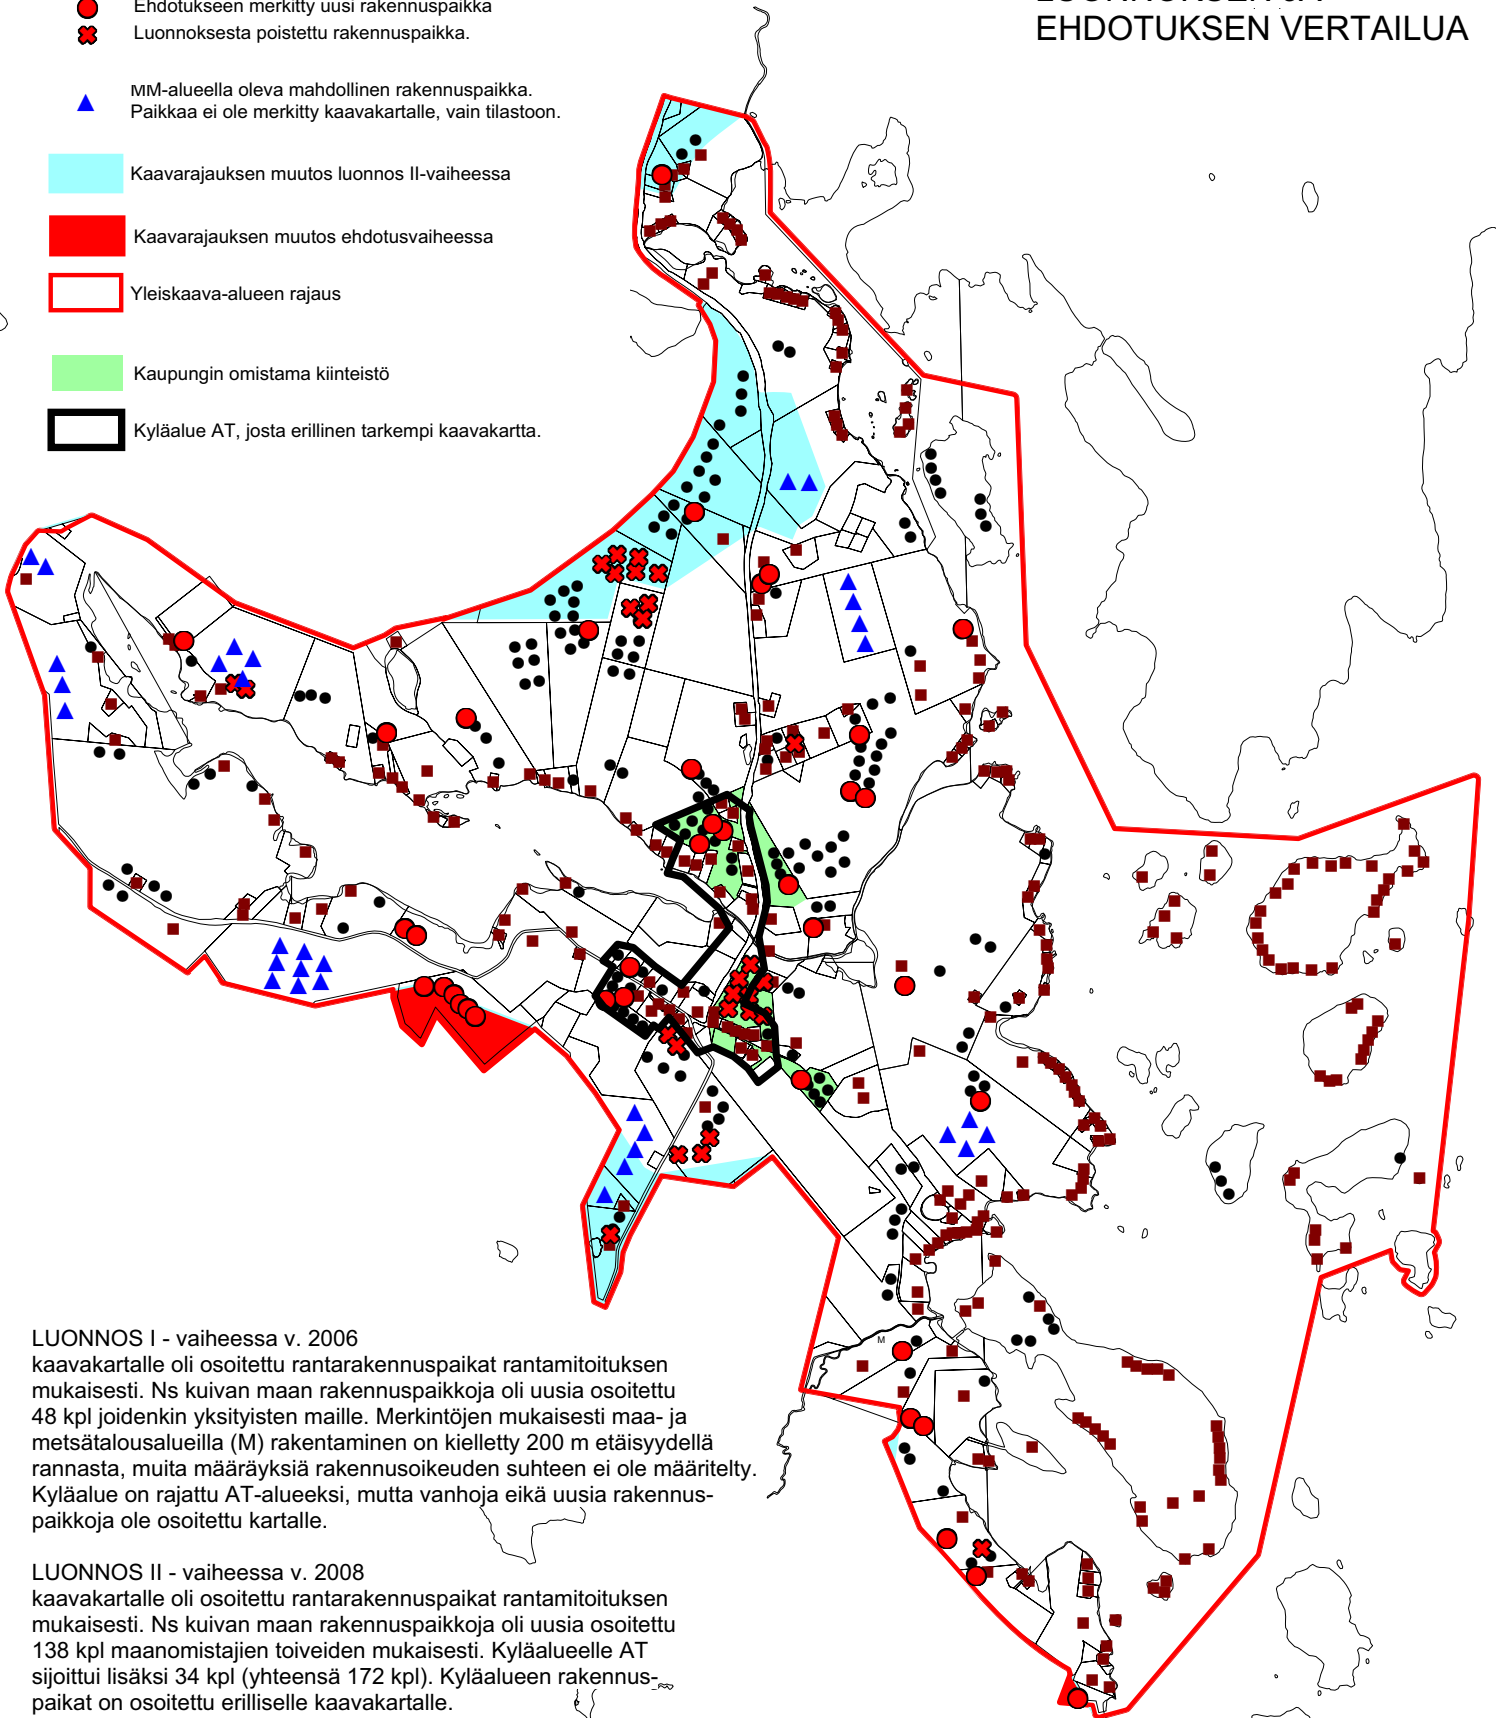 Ehdotukseen merkitty uusi rakennuspaikka
Luonnoksesta poistettu rakennuspaikka.
MM-alueella oleva mahdollinen rakennuspaikka.
Paikkaa ei ole merkitty kaavakartalle, vain tilastoon.
Kaavarajauksen muutos luonnos II-vaiheessa
Kaavarajauksen muutos ehdotusvaiheessa
Yleiskaava-alueen rajaus
Kaupungin omistama kiinteistö
Kyläalue AT, josta erillinen tarkempi kaavakartta.
EHDOTUKSEN VERTAILUA
M
LUONNOS I - vaiheessa v. 2006
kaavakartalle oli osoitettu rantarakennuspaikat rantamitoituksen
mukaisesti. Ns kuivan maan rakennuspaikkoja oli uusia osoitettu
48 kpl joidenkin yksityisten maille. Merkintöjen mukaisesti maa- ja
metsätalousalueilla (M) rakentaminen on kielletty 200 m etäisyydellä
rannasta, muita määräyksiä rakennusoikeuden suhteen ei ole määritelty.
Kyläalue on rajattu AT-alueeksi, mutta vanhoja eikä uusia rakennus-
paikkoja ole osoitettu kartalle.
LUONNOS II - vaiheessa v. 2008
kaavakartalle oli osoitettu rantarakennuspaikat rantamitoituksen
mukaisesti. Ns kuivan maan rakennuspaikkoja oli uusia osoitettu
138 kpl maanomistajien toiveiden mukaisesti. Kyläalueelle AT
sijoittui lisäksi 34 kpl (yhteensä 172 kpl). Kyläalueen rakennus-
paikat on osoitettu erilliselle kaavakartalle.